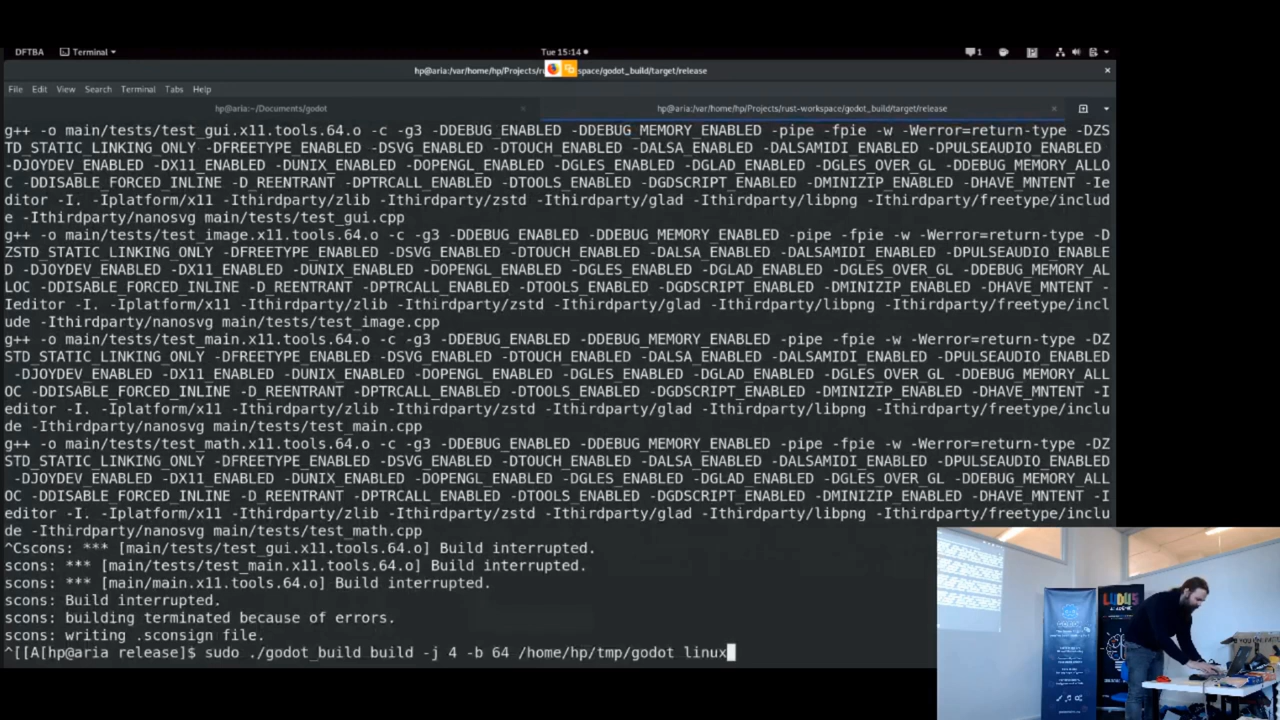 DFTBA Terminal Tue 15:14 1
hp@aria:/var/home/hp/Projects/ru space/godot_build/target/release
File Edit View Search Terminal Tabs Help
hp@aria:~/Documents/godot hp@aria:/var/home/hp/Projects/rust-workspace/godot_build/target/release
g++ -o main/tests/test_gui.x11.tools.64.o -c -g3 -DDEBUG_ENABLED -DDEBUG_MEMORY_ENABLED -pipe -fpie -w -Werror=return-type -DZS
TD_STATIC_LINKING_ONLY -DFREETYPE_ENABLED -DSVG_ENABLED -DTOUCH_ENABLED -DALSA_ENABLED -DALSAMIDI_ENABLED -DPULSEAUDIO_ENABLED
-DJOYDEV_ENABLED -DX11_ENABLED -DUNIX_ENABLED -DOPENGL_ENABLED -DGLES_ENABLED -DGLAD_ENABLED -DGLES_OVER_GL -DDEBUG_MEMORY_ALLO
C -DDISABLE_FORCED_INLINE -D_REENTRANT -DPTRCALL_ENABLED -DTOOLS_ENABLED -DGDSCRIPT_ENABLED -DMINIZIP_ENABLED -DHAVE_MNTENT -Ie
ditor -I. -Iplatform/x11 -Ithirdparty/zlib -Ithirdparty/zstd -Ithirdparty/glad -Ithirdparty/libpng -Ithirdparty/freetype/includ
e -Ithirdparty/nanosvg main/tests/test_gui.cpp
g++ -o main/tests/test_image.x11.tools.64.o -c -g3 -DDEBUG_ENABLED -DDEBUG_MEMORY_ENABLED -pipe -fpie -w -Werror=return-type -D
ZSTD_STATIC_LINKING_ONLY -DFREETYPE_ENABLED -DSVG_ENABLED -DTOUCH_ENABLED -DALSA_ENABLED -DALSAMIDI_ENABLED -DPULSEAUDIO_ENABLE
D -DJOYDEV_ENABLED -DX11_ENABLED -DUNIX_ENABLED -DOPENGL_ENABLED -DGLES_ENABLED -DGLAD_ENABLED -DGLES_OVER_GL -DDEBUG_MEMORY_AL
LOC -DDISABLE_FORCED_INLINE -D_REENTRANT -DPTRCALL_ENABLED -DTOOLS_ENABLED -DGDSCRIPT_ENABLED -DMINIZIP_ENABLED -DHAVE_MNTENT -
Ieditor -I. -Iplatform/x11 -Ithirdparty/zlib -Ithirdparty/zstd -Ithirdparty/glad -Ithirdparty/libpng -Ithirdparty/freetype/incl
ude -Ithirdparty/nanosvg main/tests/test_image.cpp
g++ -o main/tests/test_main.x11.tools.64.o -c -g3 -DDEBUG_ENABLED -DDEBUG_MEMORY_ENABLED -pipe -fpie -w -Werror=return-type -DZ
STD_STATIC_LINKING_ONLY -DFREETYPE_ENABLED -DSVG_ENABLED -DTOUCH_ENABLED -DALSA_ENABLED -DALSAMIDI_ENABLED -DPULSEAUDIO_ENABLED
-DJOYDEV_ENABLED -DX11_ENABLED -DUNIX_ENABLED -DOPENGL_ENABLED -DGLES_ENABLED -DGLAD_ENABLED -DGLES_OVER_GL -DDEBUG_MEMORY_ALL
OC -DDISABLE_FORCED_INLINE -D_REENTRANT -DPTRCALL_ENABLED -DTOOLS_ENABLED -DGDSCRIPT_ENABLED -DMINIZIP_ENABLED -DHAVE_MNTENT -I
editor -I. -Iplatform/x11 -Ithirdparty/zlib -Ithirdparty/zstd -Ithirdparty/glad -Ithirdparty/libpng -Ithirdparty/freetype/inclu
de -Ithirdparty/nanosvg main/tests/test_main.cpp
g++ -o main/tests/test_math.x11.tools.64.o -c -g3 -DDEBUG_ENABLED -DDEBUG_MEMORY_ENABLED -pipe -fpie -w -Werror=return-type -DZ
STD_STATIC_LINKING_ONLY -DFREETYPE_ENABLED -DSVG_ENABLED -DTOUCH_ENABLED -DALSA_ENABLED -DALSAMIDI_ENABLED -DPULSEAUDIO_ENABLED
-DJOYDEV_ENABLED -DX11_ENABLED -DUNIX_ENABLED -DOPENGL_ENABLED -DGLES_ENABLED -DGLAD_ENABLED -DGLES_OVER_GL -DDEBUG_MEMORY_ALL
OC -DDISABLE_FORCED_INLINE -D_REENTRANT -DPTRCALL_ENABLED -DTOOLS_ENABLED -DGDSCRIPT_ENABLED -DMINIZIP_ENABLED -DHAVE_MNTENT -I
editor -I. -Iplatform/x11 -Ithirdparty/zlib -Ithirdparty/zstd -Ithirdparty/glad -Ithirdparty/libpng -Ithirdparty/freetype/inclu
de -Ithirdparty/nanosvg main/tests/test_math.cpp
^Cscons: *** [main/tests/test_gui.x11.tools.64.o] Build interrupted.
scons: *** [main/tests/test_main.x11.tools.64.o] Build interrupted.
scons: *** [main/main.x11.tools.64.o] Build interrupted.
scons: Build interrupted.
scons: building terminated because of errors.
scons: writing .sconsign file.
^[[A[hp@aria release]$ sudo ./godot_buildbuild -j 4 -b 64 /home/hp/tmp/godot linux
LUDUS